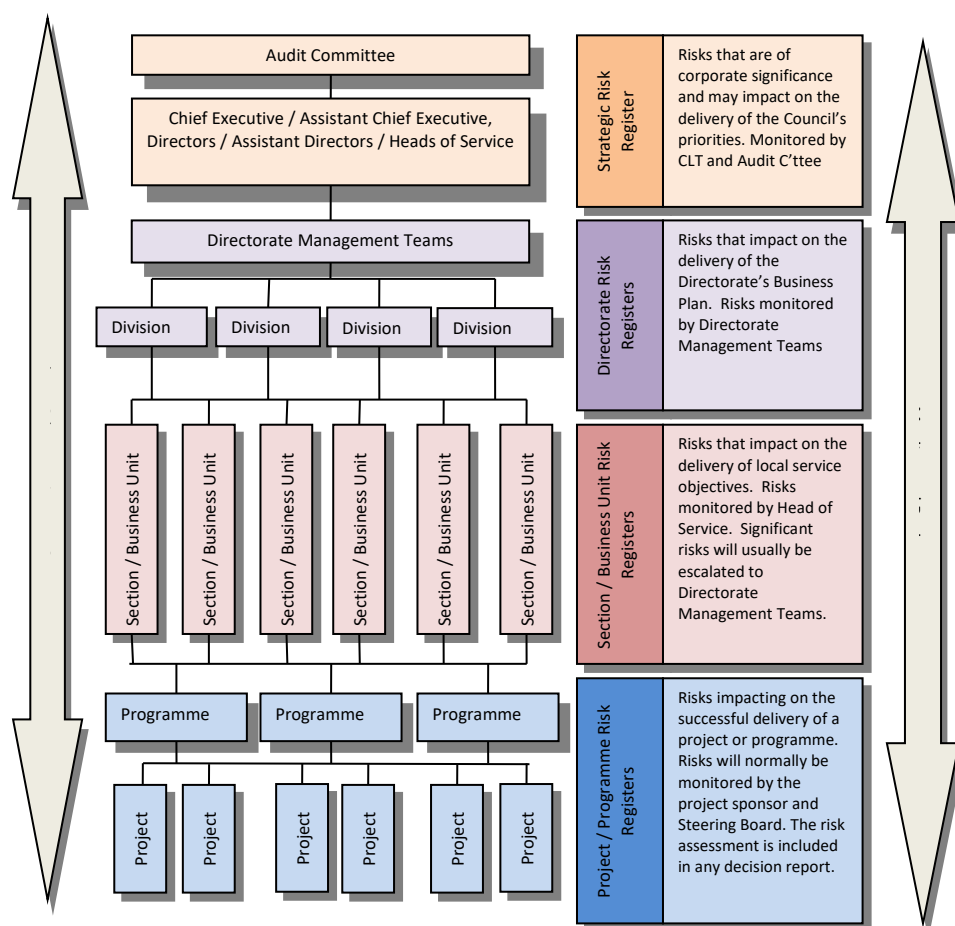 Audit Committee
Chief Executive / Assistant Chief Executive,
Directors / Assistant Directors / Heads of Service
Strategic Risk
Register
Risks that are of
corporate significance
and may impact on the
delivery of the Council’s
priorities. Monitored by
CLT and Audit C’ttee
Directorate Management Teams
Division
Division
Division
Division
Directorate Risk
Registers
Risks that impact on the
delivery of the
Directorate’s Business
Plan.  Risks monitored
by Directorate
Management Teams
Section / Business Unit
Section / Business Unit
Section / Business Unit
Section / Business Unit
Section / Business Unit
Section / Business Unit
Section / Business Unit Risk
Registers
Risks that impact on the
delivery of local service
objectives.  Risks
monitored by Head of
Service.  Significant
risks will usually be
escalated to
Directorate
Management Teams.
Programme
Programme
Programme
Project
Project
Project
Project
Project
Project
Project / Programme Risk
Registers
Risks impacting on the
successful delivery of a
project or programme.
Risks will normally be
monitored by the
project sponsor and
Steering Board. The risk
assessment is included
in any decision report.